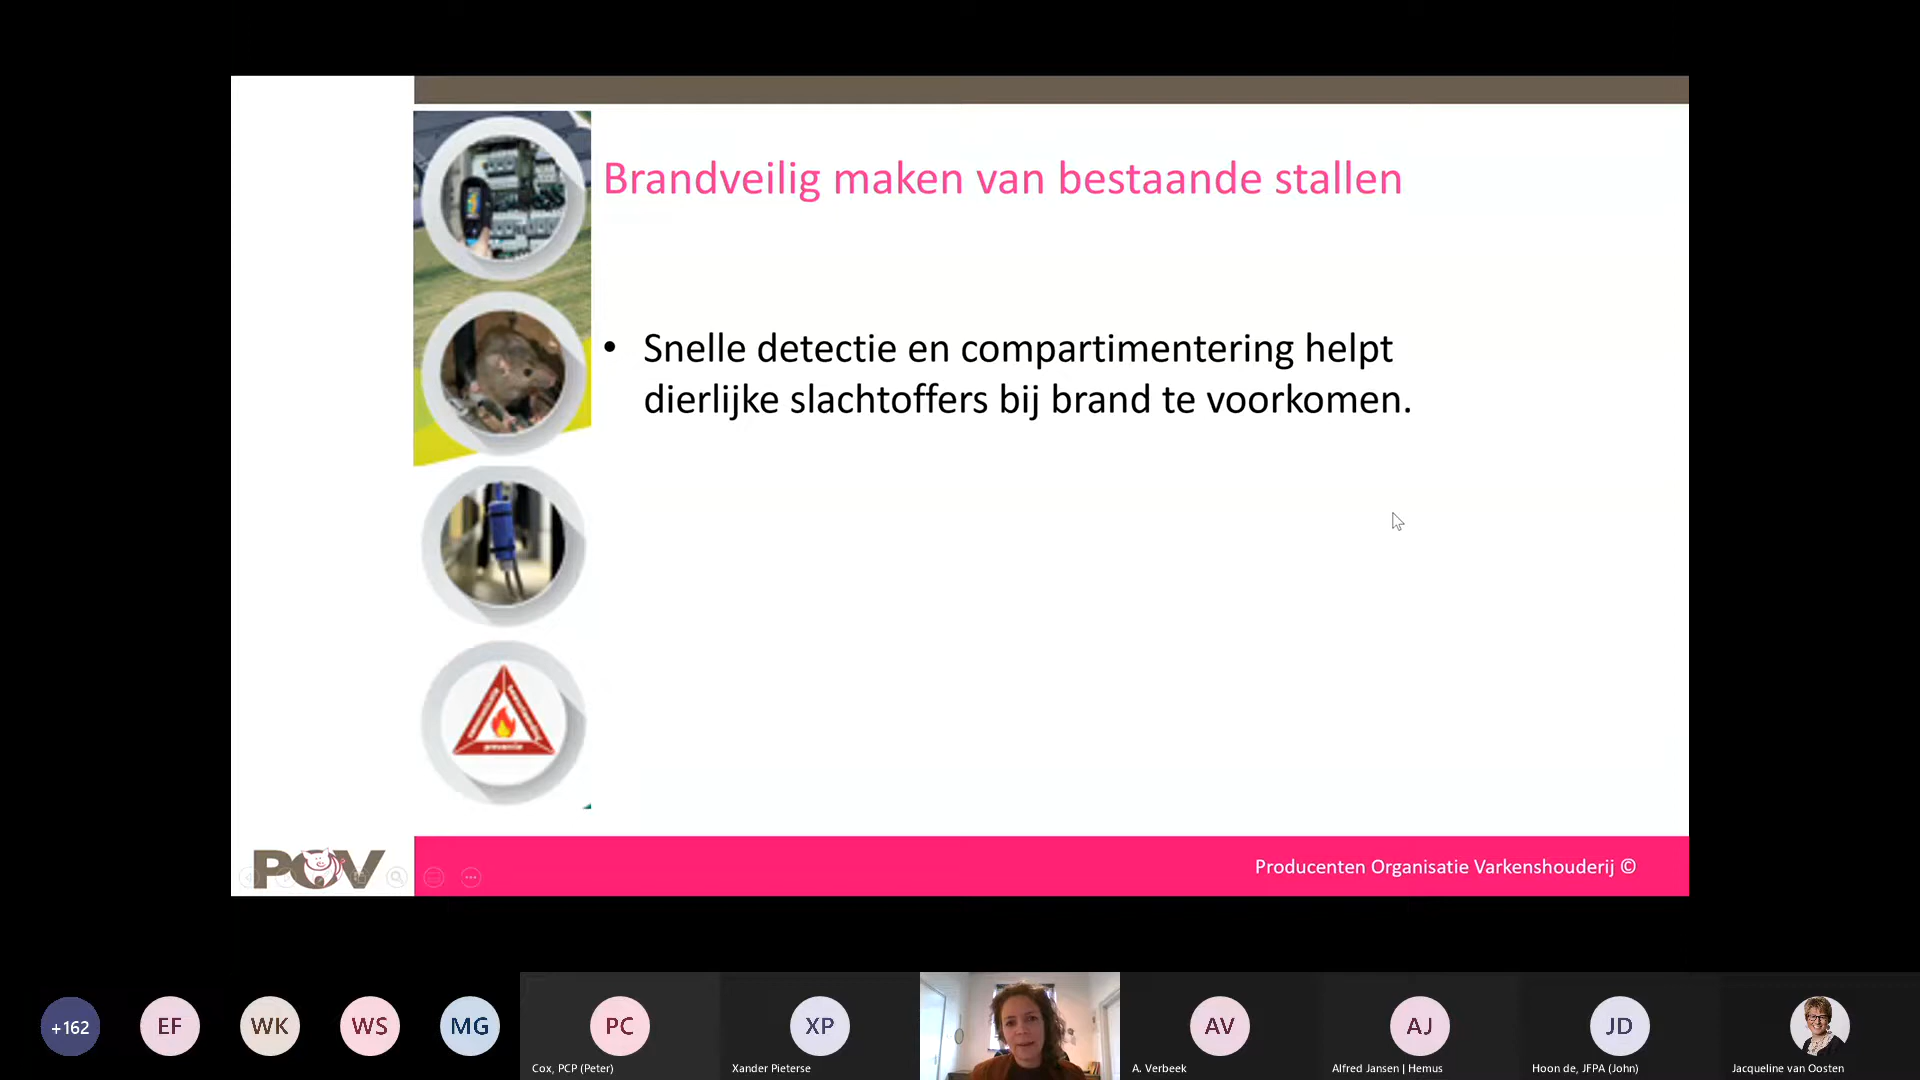 Brandveilig maken van bestaande stallen
• Snelle detectie en compartimentering helpt
dierlijke slachtoffers bij brand te voorkomen.
preventie
POV
Producenten Organisatie Varkenshouderij ©
+162
EF
WK
WS
MG
PC
XP
AV
AJ
JD
Cox, PCP (Peter)
Xander Pieterse
A. Verbeek
Alfred Jansen | Hemus
Hoon de, JFPA (John)
Jacqueline van Oosten